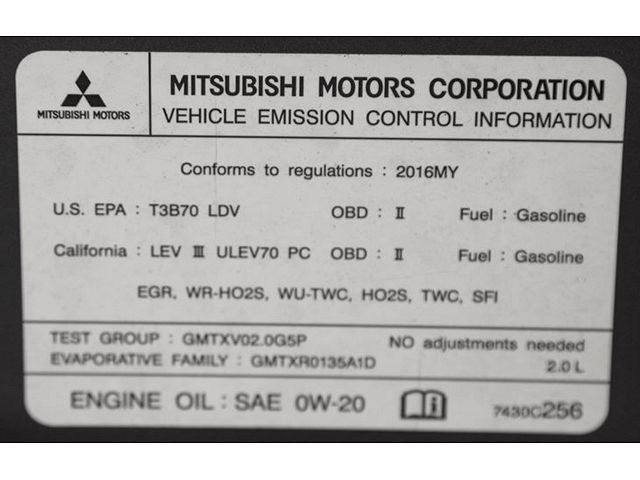 MITSUBISHI MOTORS
MITSUBISHI MOTORS CORPORATION
VEHICLE EMISSION CONTROL INFORMATION
Conforms to regulations : 2016MY
U.S. EPA : T3B70 LDV OBD : II Fuel : Gasoline
California : LEV III ULEV70 PC OBD : II Fuel : Gasoline
EGR, WR-HO2S, WU-TWC, HO2S, TWC, SFI
TEST GROUP : GMTXV02.0G5P NO adjustments needed
EVAPORATIVE FAMILY : GMTXR0135A1D 2.0 L
ENGINE OIL : SAE 0W-20 7430C256